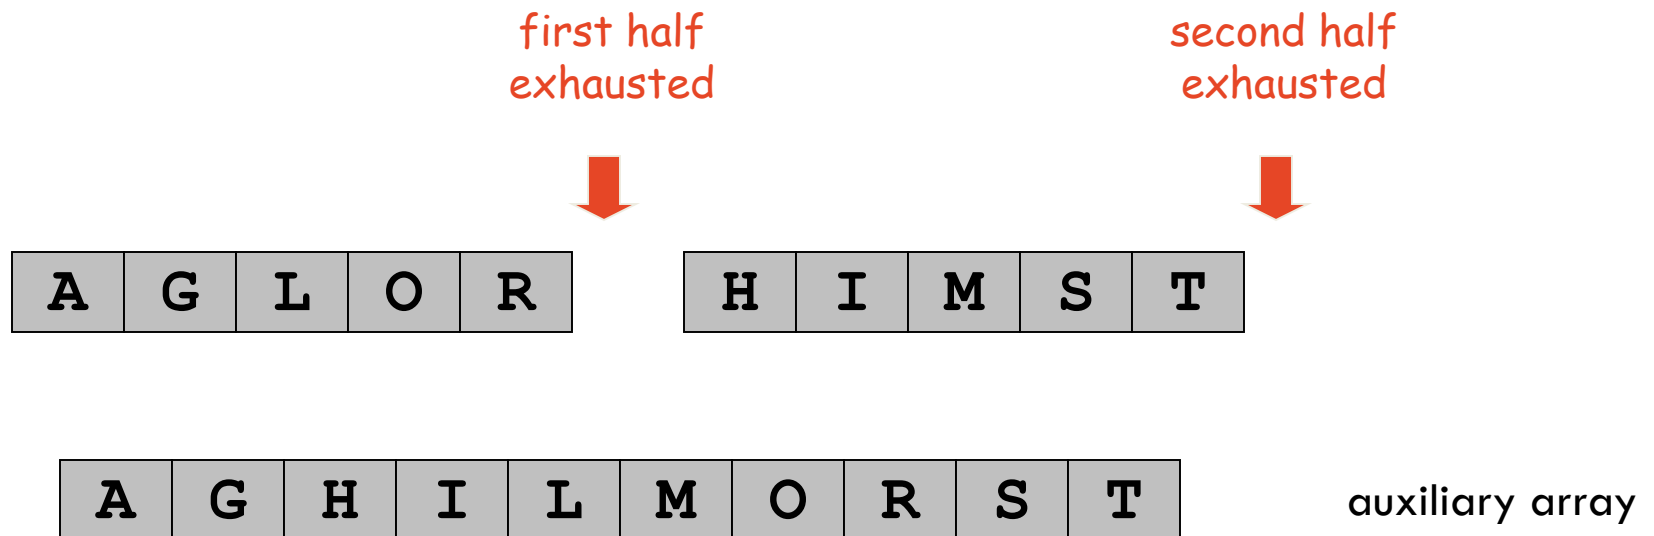 first half
exhausted
second half
exhausted
A G L O R
H I M S T
A G H I L M O R S T
auxiliary array